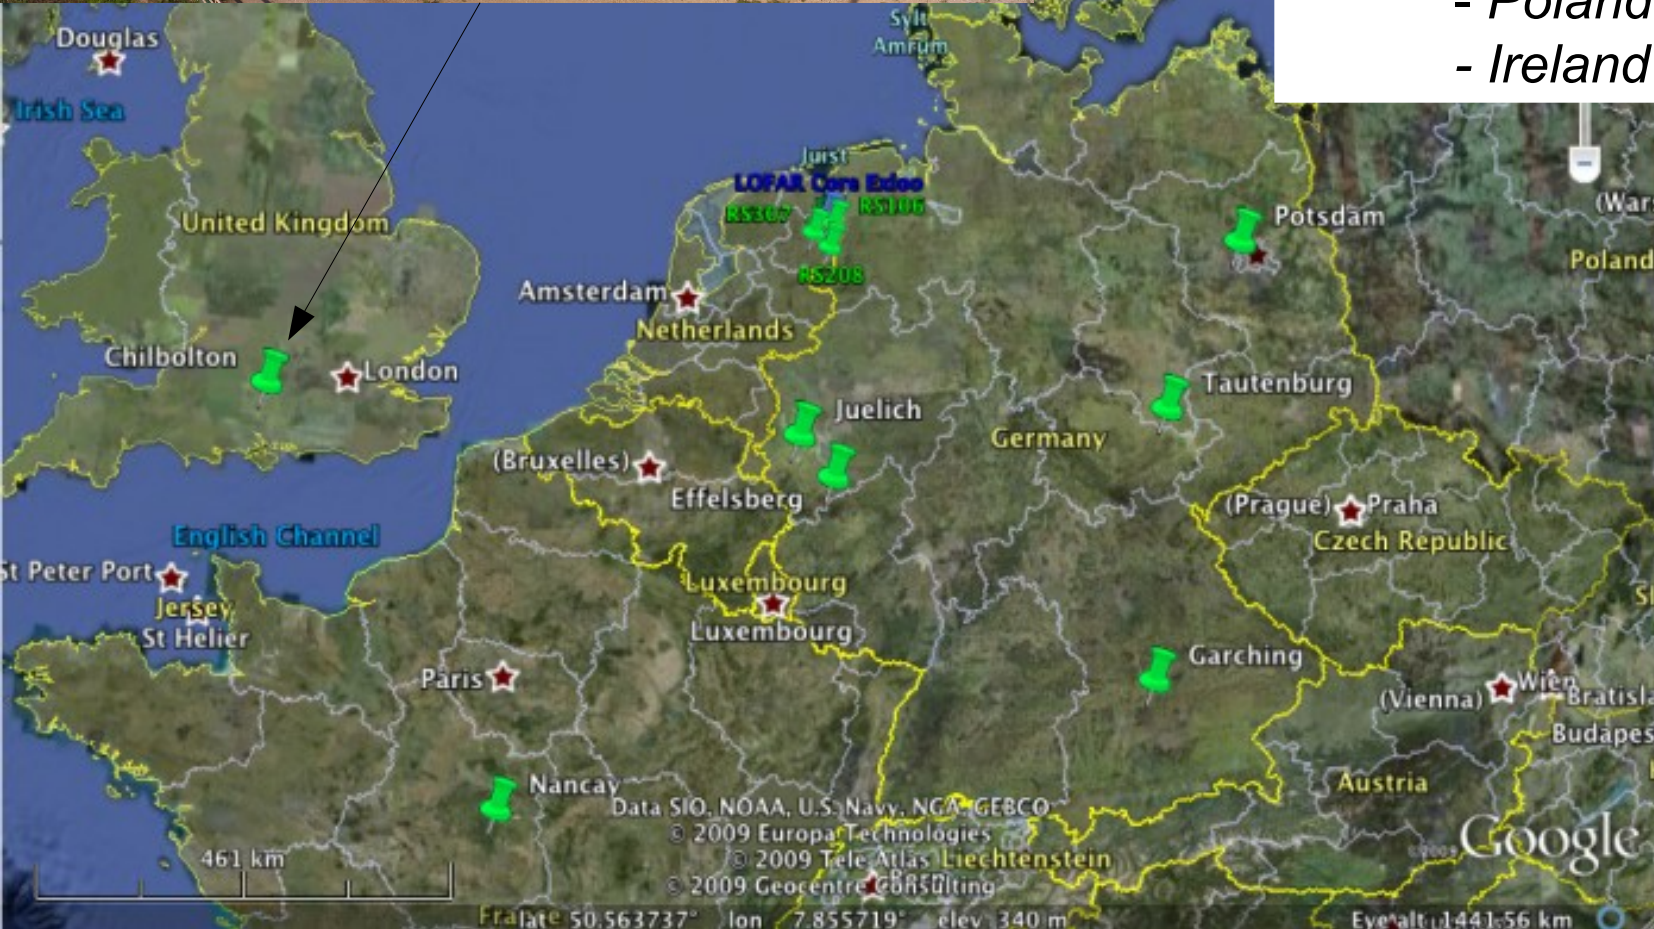 - Poland
- Ireland
Sylt
Amrum
Douglas
Irish Sea
Juist
LOFAR Core Exloo
RS307
RS106
United Kingdom
Potsdam
(Wars
Poland
RS208
Amsterdam
Netherlands
Chilbolton
London
Tautenburg
Juelich
Germany
(Bruxelles)
Effelsberg
(Prague)
Praha
Czech Republic
English Channel
St Peter Port
Jersey
St Helier
Luxembourg
Luxembourg
Paris
Garching
(Vienna)
Wien
Bratisla
Budapes
Nancay
Austria
Data SIO, NOAA, U.S. Navy, NGA, GEBCO
© 2009 Europa Technologies
© 2009 Tele Atlas
Liechtenstein
© 2009 Geocentre Consulting
Google
461 km
France
lat 50.563737° lon 7.855719° elev 340 m
Eye alt 1441.56 km